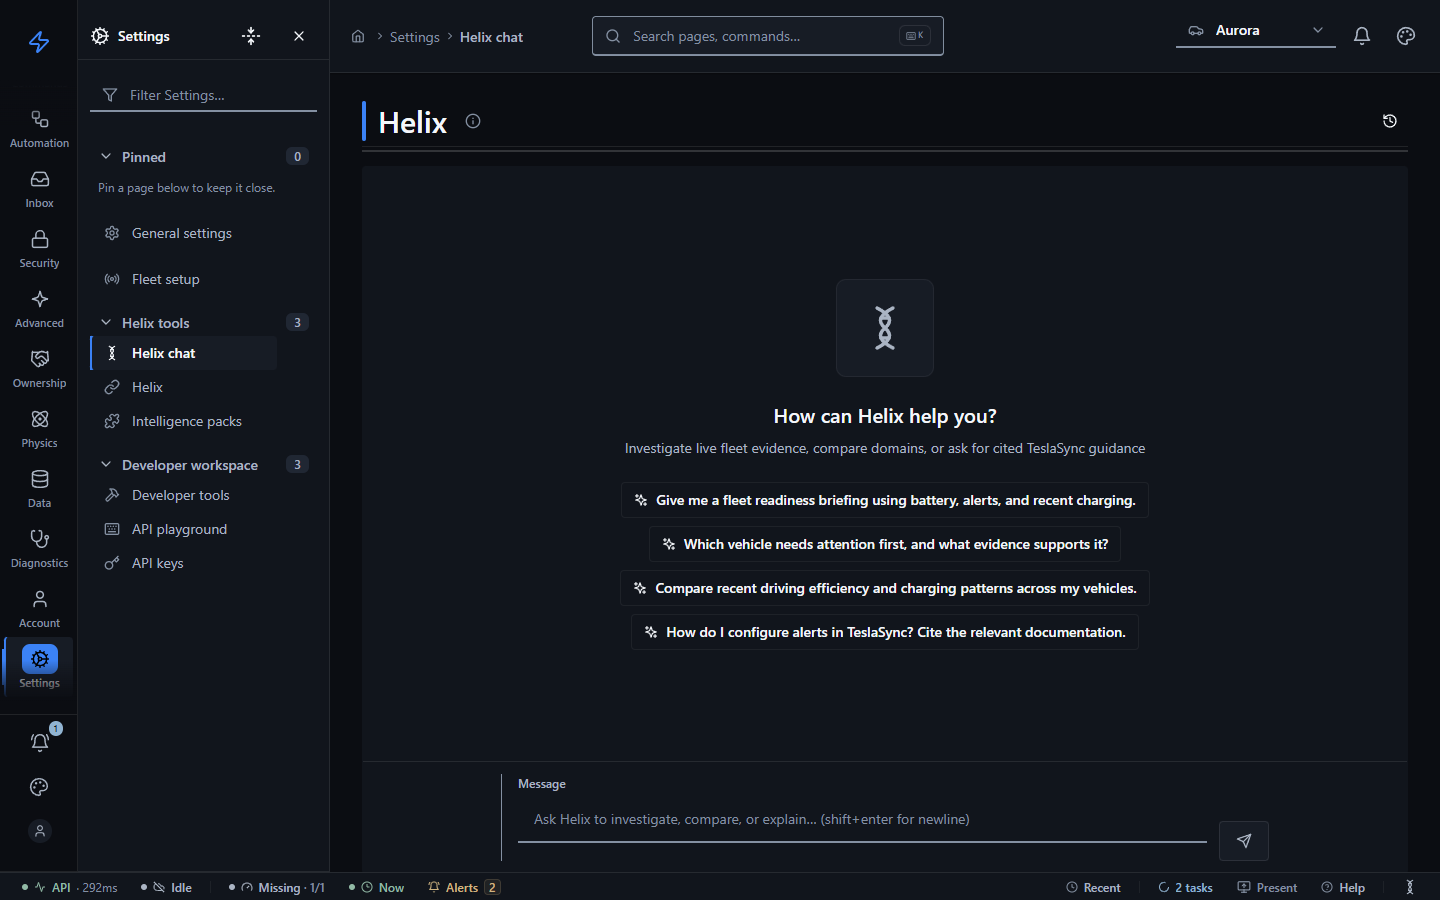 Settings
Filter Settings...
Pinned
0
Pin a page below to keep it close.
General settings
Fleet setup
Helix tools
3
Helix chat
Helix
Intelligence packs
Developer workspace
3
Developer tools
API playground
API keys
Automation
Inbox
Security
Advanced
Ownership
Physics
Data
Diagnostics
Account
Settings
1
Settings
Helix chat
Search pages, commands...
K
Aurora
Helix
How can Helix help you?
Investigate live fleet evidence, compare domains, or ask for cited TeslaSync guidance
Give me a fleet readiness briefing using battery, alerts, and recent charging.
Which vehicle needs attention first, and what evidence supports it?
Compare recent driving efficiency and charging patterns across my vehicles.
How do I configure alerts in TeslaSync? Cite the relevant documentation.
Message
Ask Helix to investigate, compare, or explain... (shift+enter for newline)
API · 292ms
Idle
Missing · 1/1
Now
Alerts 2
Recent
2 tasks
Present
Help